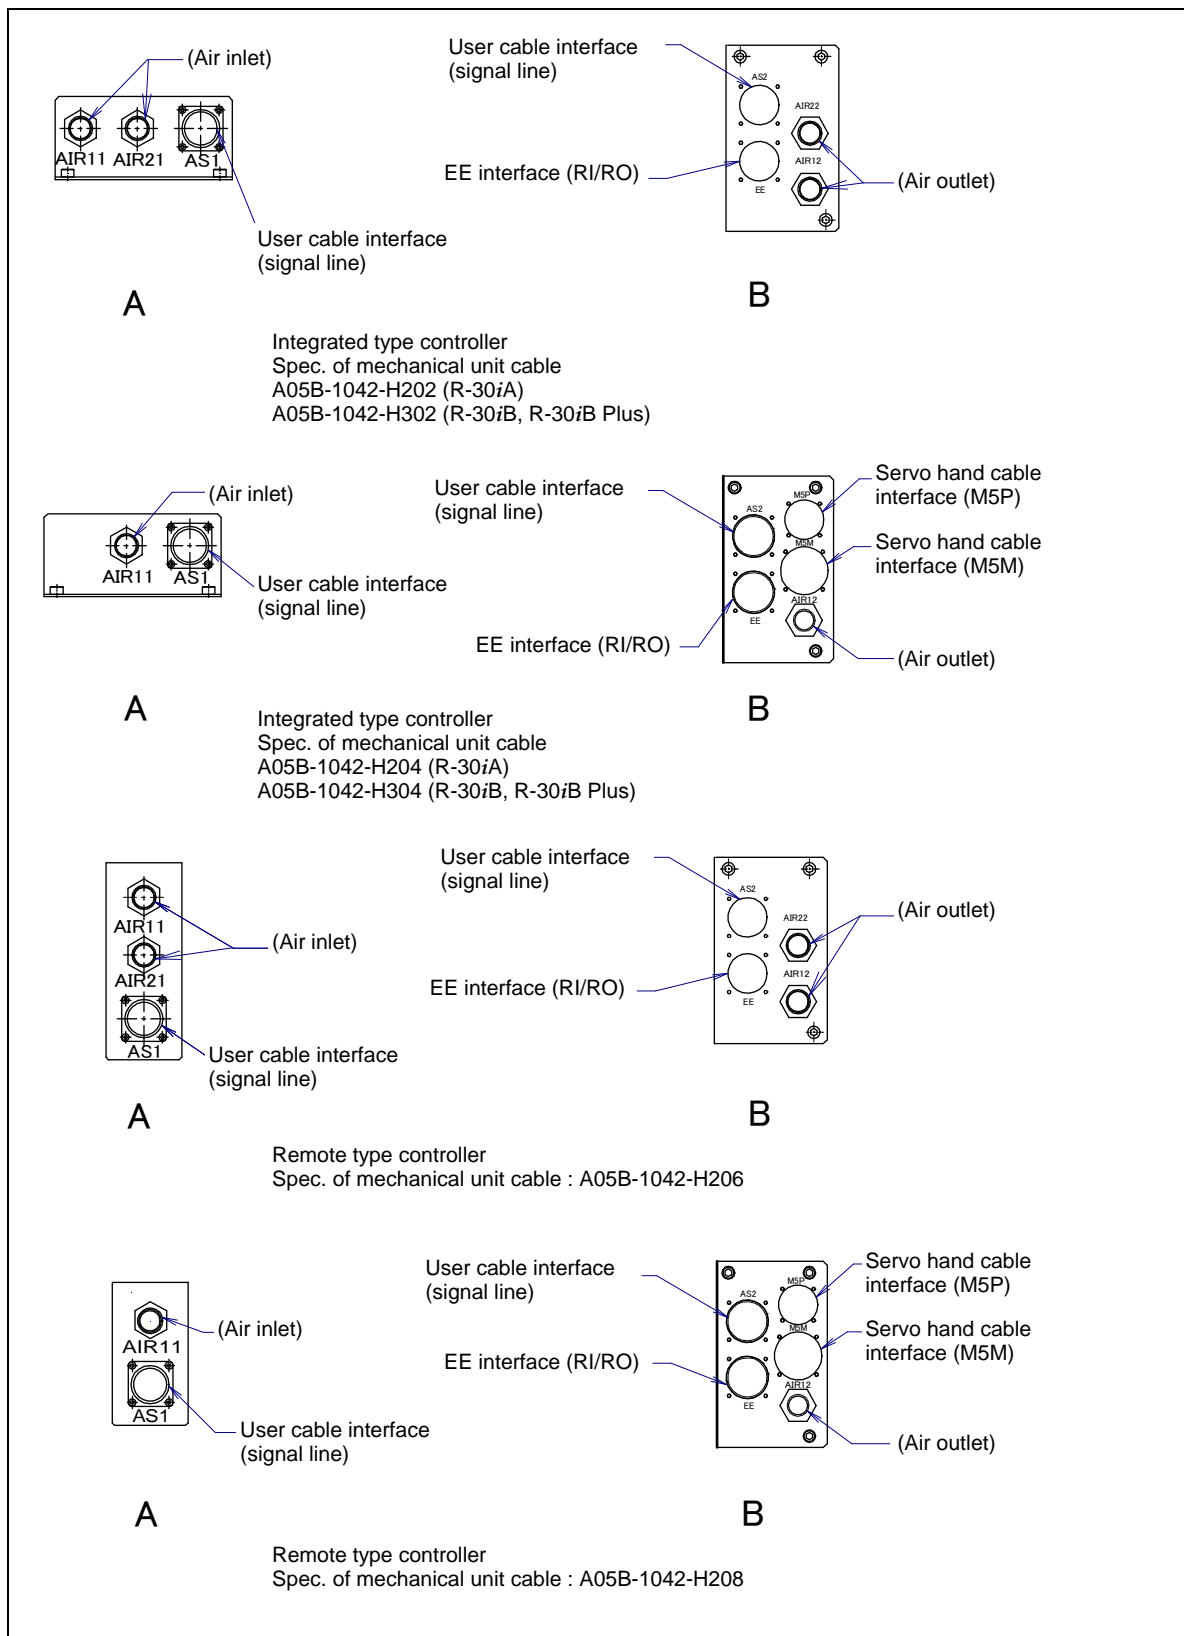 (Air inlet)
AIR11 AIR21 AS1
User cable interface
(signal line)
A
User cable interface
(signal line)
AS2
AIR22
EE interface (RI/RO)
AIR12
EE
(Air outlet)
B
Integrated type controller
Spec. of mechanical unit cable
A05B-1042-H202 (R-30iA)
A05B-1042-H302 (R-30iB, R-30iB Plus)
(Air inlet)
AIR11 AS1
User cable interface
(signal line)
A
User cable interface
(signal line)
M5P
AS2
Servo hand cable
interface (M5P)
M5M
Servo hand cable
interface (M5M)
AIR12
EE
EE interface (RI/RO)
(Air outlet)
B
Integrated type controller
Spec. of mechanical unit cable
A05B-1042-H204 (R-30iA)
A05B-1042-H304 (R-30iB, R-30iB Plus)
AIR11
(Air inlet)
AIR21
AS1
User cable interface
(signal line)
A
User cable interface
(signal line)
AS2
AIR22
(Air outlet)
AIR12
EE interface (RI/RO)
EE
B
Remote type controller
Spec. of mechanical unit cable : A05B-1042-H206
(Air inlet)
AIR11
AS1
User cable interface
(signal line)
A
User cable interface
(signal line)
M5P
AS2
Servo hand cable
interface (M5P)
M5M
Servo hand cable
interface (M5M)
EE interface (RI/RO)
AIR12
EE
(Air outlet)
B
Remote type controller
Spec. of mechanical unit cable : A05B-1042-H208